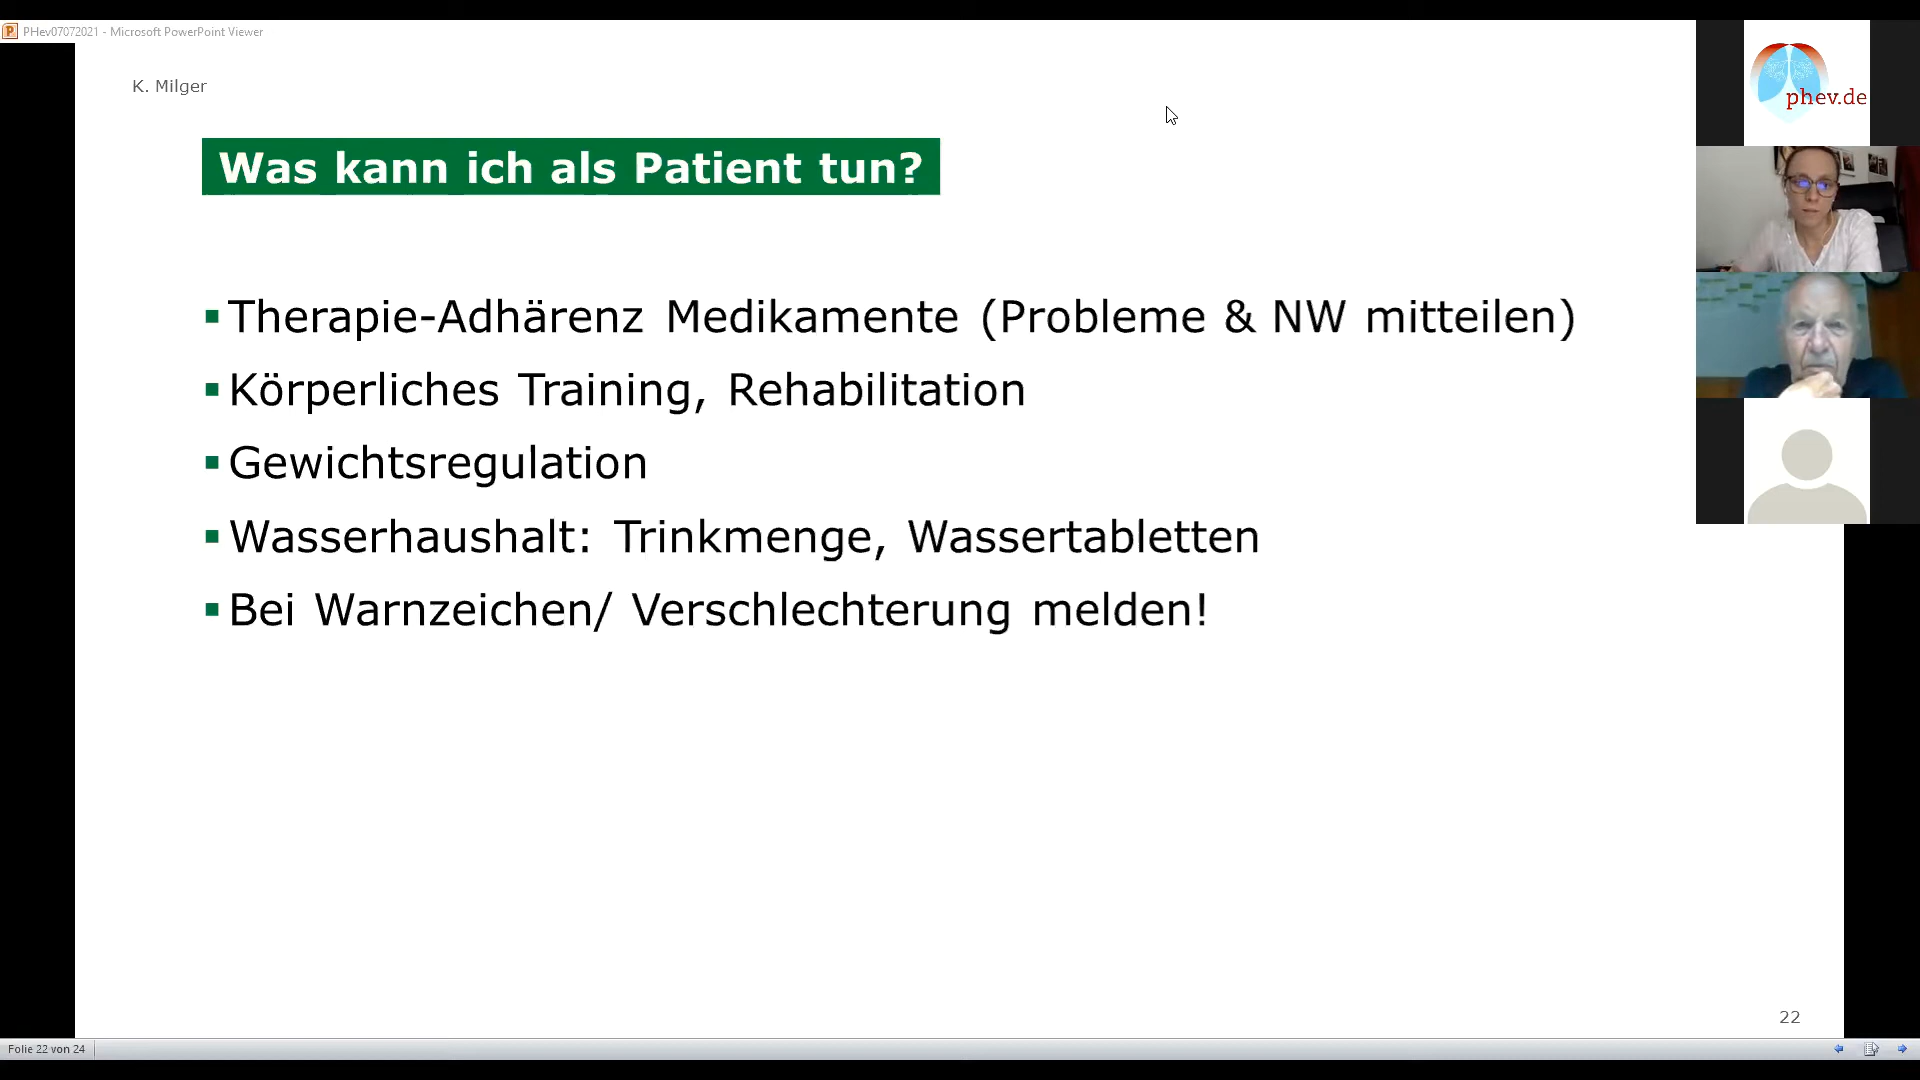 PHev07072021 - Microsoft PowerPoint Viewer
K. Milger
phev.de
Was kann ich als Patient tun?
Therapie-Adhärenz Medikamente (Probleme & NW mitteilen)
Körperliches Training, Rehabilitation
Gewichtsregulation
Wasserhaushalt: Trinkmenge, Wassertabletten
Bei Warnzeichen/ Verschlechterung melden!
22
Folie 22 von 24